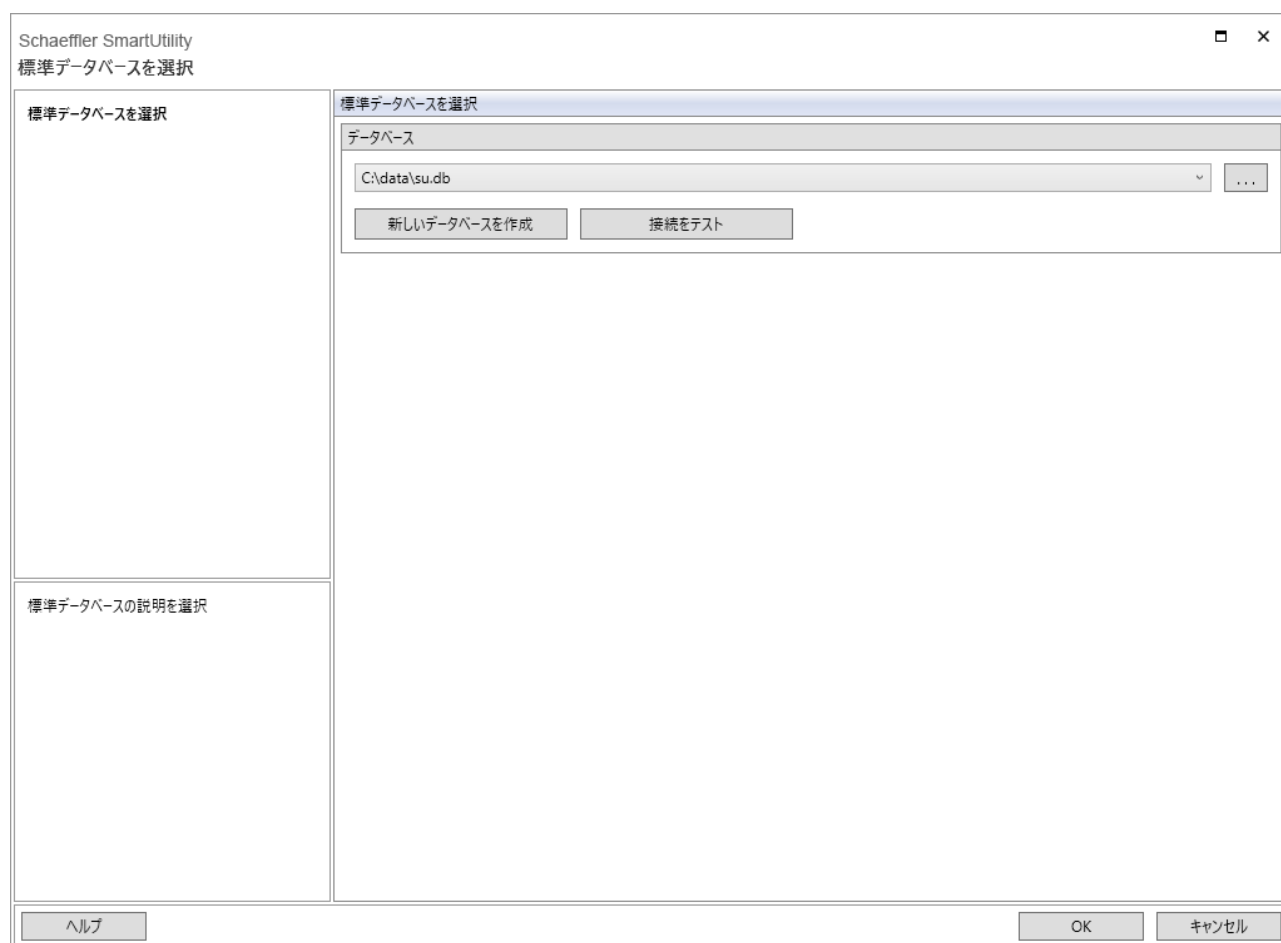 Schaeffler SmartUtility
標準データベースを選択
標準データベースを選択
標準データベースを選択
データベース
C:\data\su.db
...
新しいデータベースを作成
接続をテスト
標準データベースの説明を選択
ヘルプ
OK
キャンセル